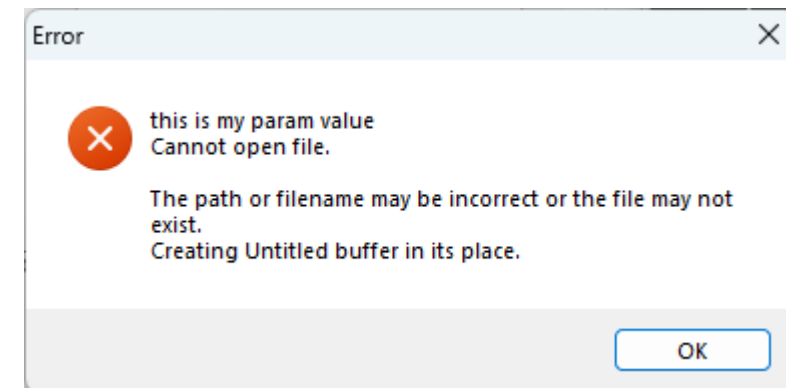 Error
this is my param value
Cannot open file.
The path or filename may be incorrect or the file may not
exist.
Creating Untitled buffer in its place.
OK